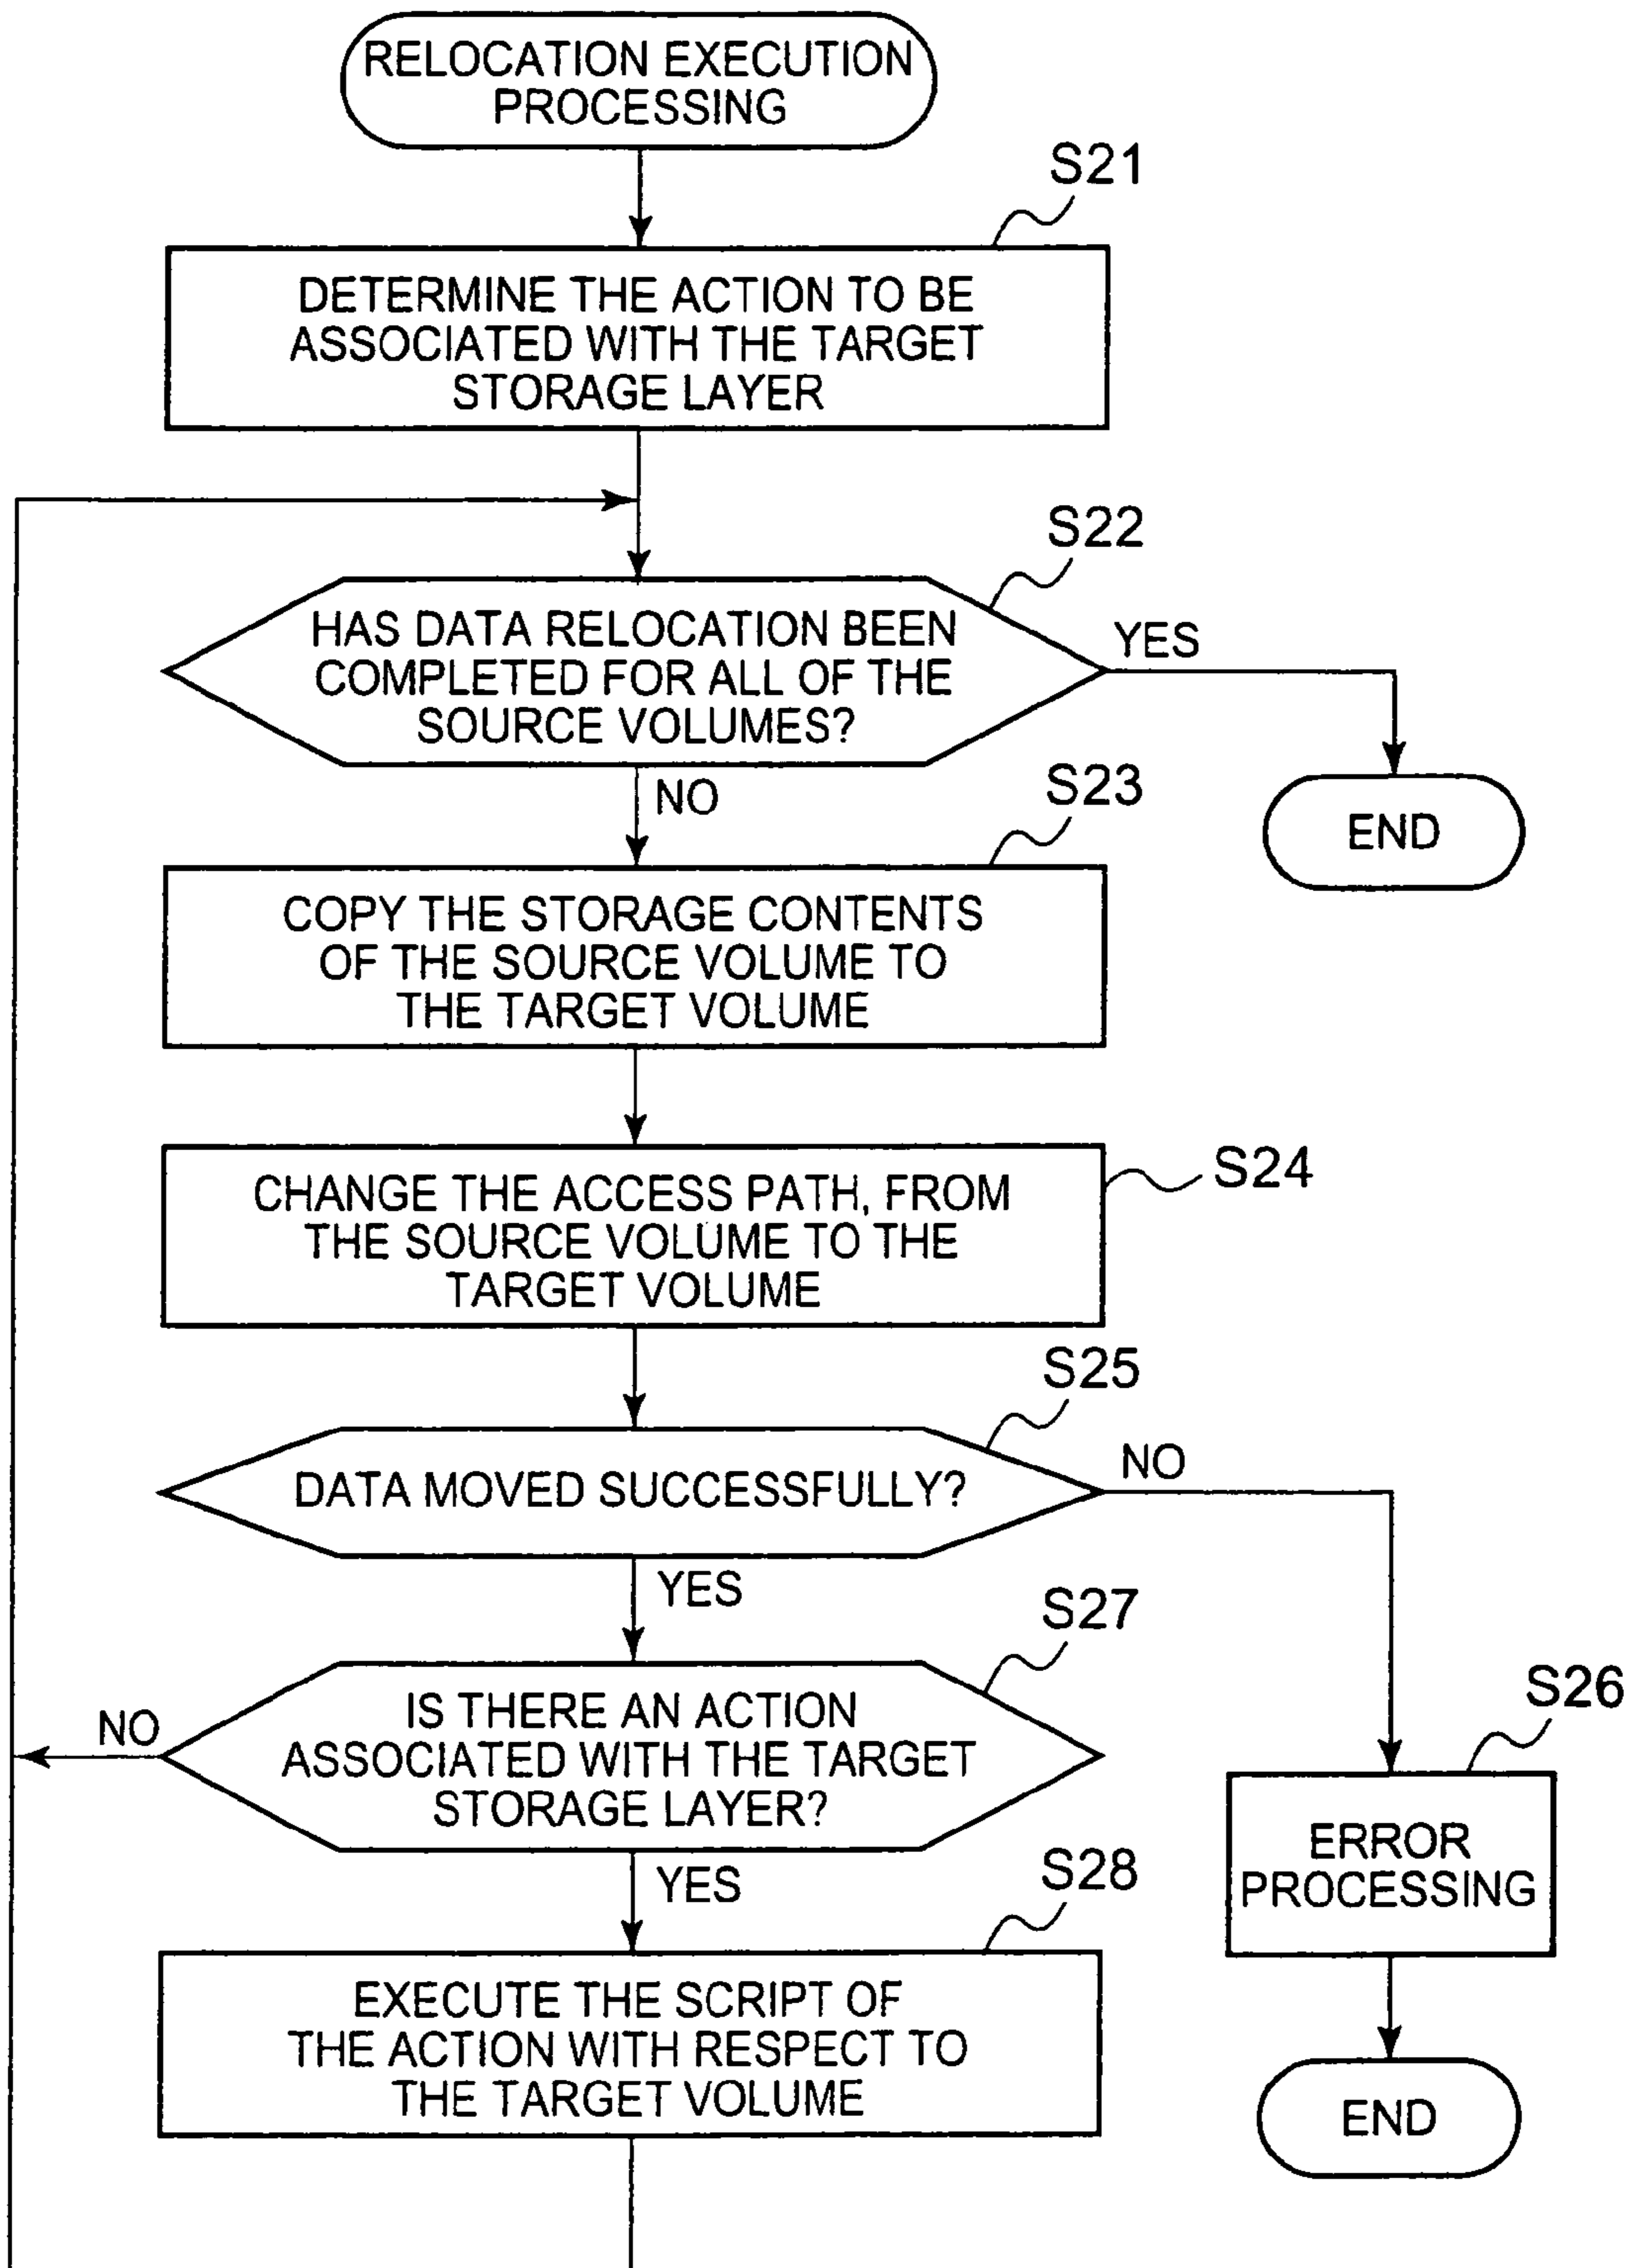 RELOCATION EXECUTION
PROCESSING
S21
DETERMINE THE ACTION TO BE
ASSOCIATED WITH THE TARGET
STORAGE LAYER
S22
HAS DATA RELOCATION BEEN
COMPLETED FOR ALL OF THE
SOURCE VOLUMES?
YES
END
NO
S23
COPY THE STORAGE CONTENTS
OF THE SOURCE VOLUME TO
THE TARGET VOLUME
S24
CHANGE THE ACCESS PATH, FROM
THE SOURCE VOLUME TO THE
TARGET VOLUME
S25
DATA MOVED SUCCESSFULLY?
NO
YES
S27
IS THERE AN ACTION
ASSOCIATED WITH THE TARGET
STORAGE LAYER?
NO
YES
S26
ERROR
PROCESSING
END
S28
EXECUTE THE SCRIPT OF
THE ACTION WITH RESPECT TO
THE TARGET VOLUME